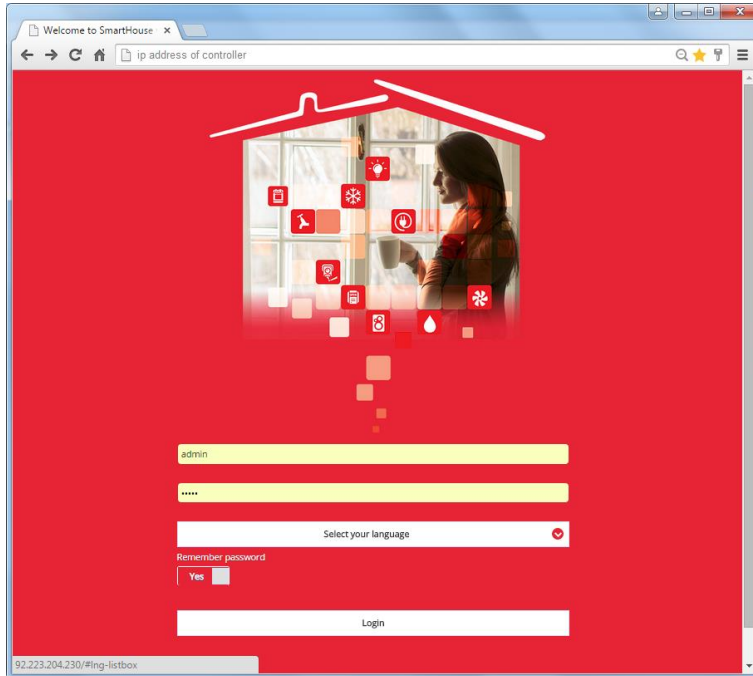 Welcome to SmartHouse
ip address of controller
admin
•••••
Select your language
Remember password
Yes
Login
92.223.204.230/#lng-listbox